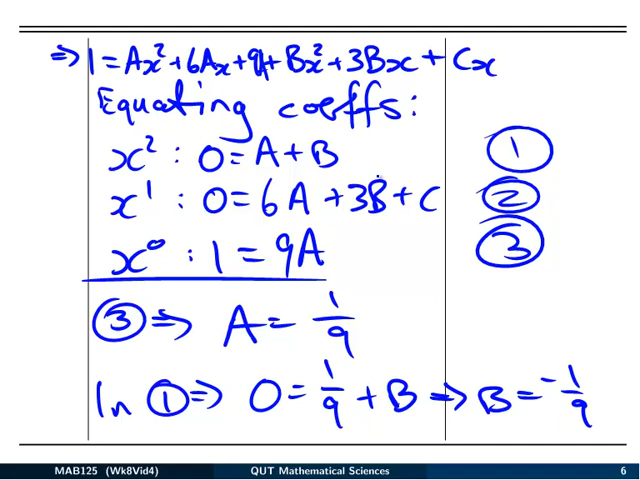 ⇒ 1 = Ax² + 6Ax + 9A + Bx² + 3Bx + Cx
Equating coeffs:
x² : 0 = A + B ①
x¹ : 0 = 6A + 3B + C ②
x⁰ : 1 = 9A ③
③ ⇒ A = 1/9
In ① ⇒ 0 = 1/9 + B ⇒ B = -1/9
MAB125 (Wk8Vid4) QUT Mathematical Sciences 6